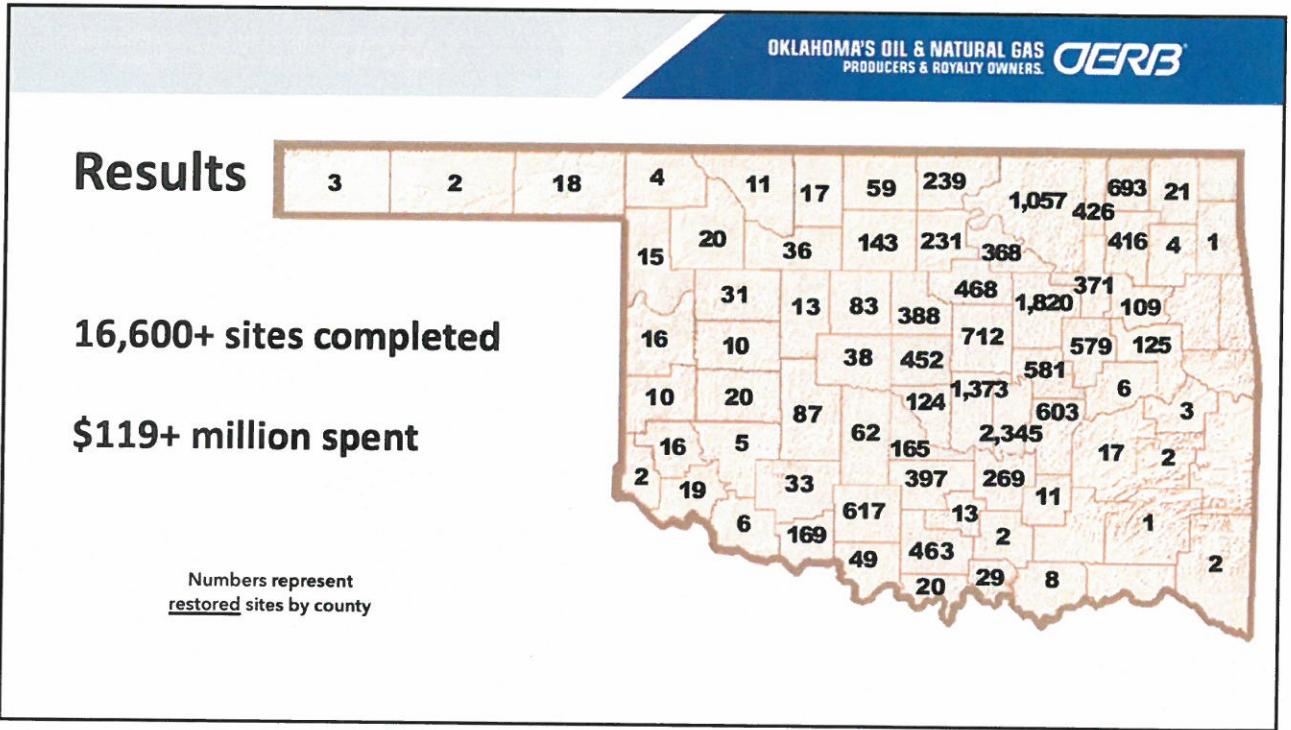 OKLAHOMA'S OIL & NATURAL GAS
PRODUCERS & ROYALTY OWNERS.
OERB®
Results
16,600+ sites completed
$119+ million spent
Numbers represent
restored sites by county
3 2 18 4 11 17 59 239 1,057 426 693 21
15 20 36 143 231 368 416 4 1
31 13 83 388 468 1,820 371 109
16 10 38 452 712 581 579 125
10 20 87 124 1,373 603 6 3
16 5 62 165 2,345 17 2
2 19 33 397 269 11
6 169 617 13 2 1
49 463 2
20 29 8